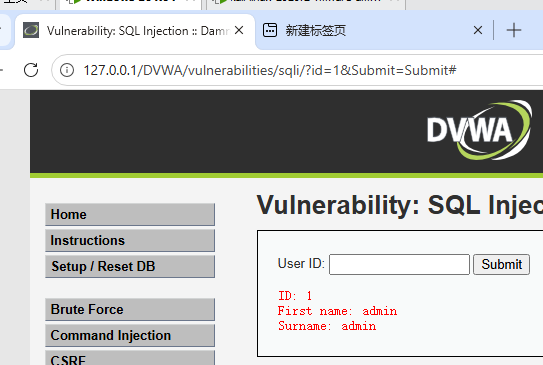 Vulnerability: SQL Injection :: Damn
新建标签页
127.0.0.1/DVWA/vulnerabilities/sqli/?id=1&Submit=Submit#
DVWA
Home
Instructions
Setup / Reset DB
Brute Force
Command Injection
CSRF
Vulnerability: SQL Injec
User ID:
Submit
ID: 1
First name: admin
Surname: admin